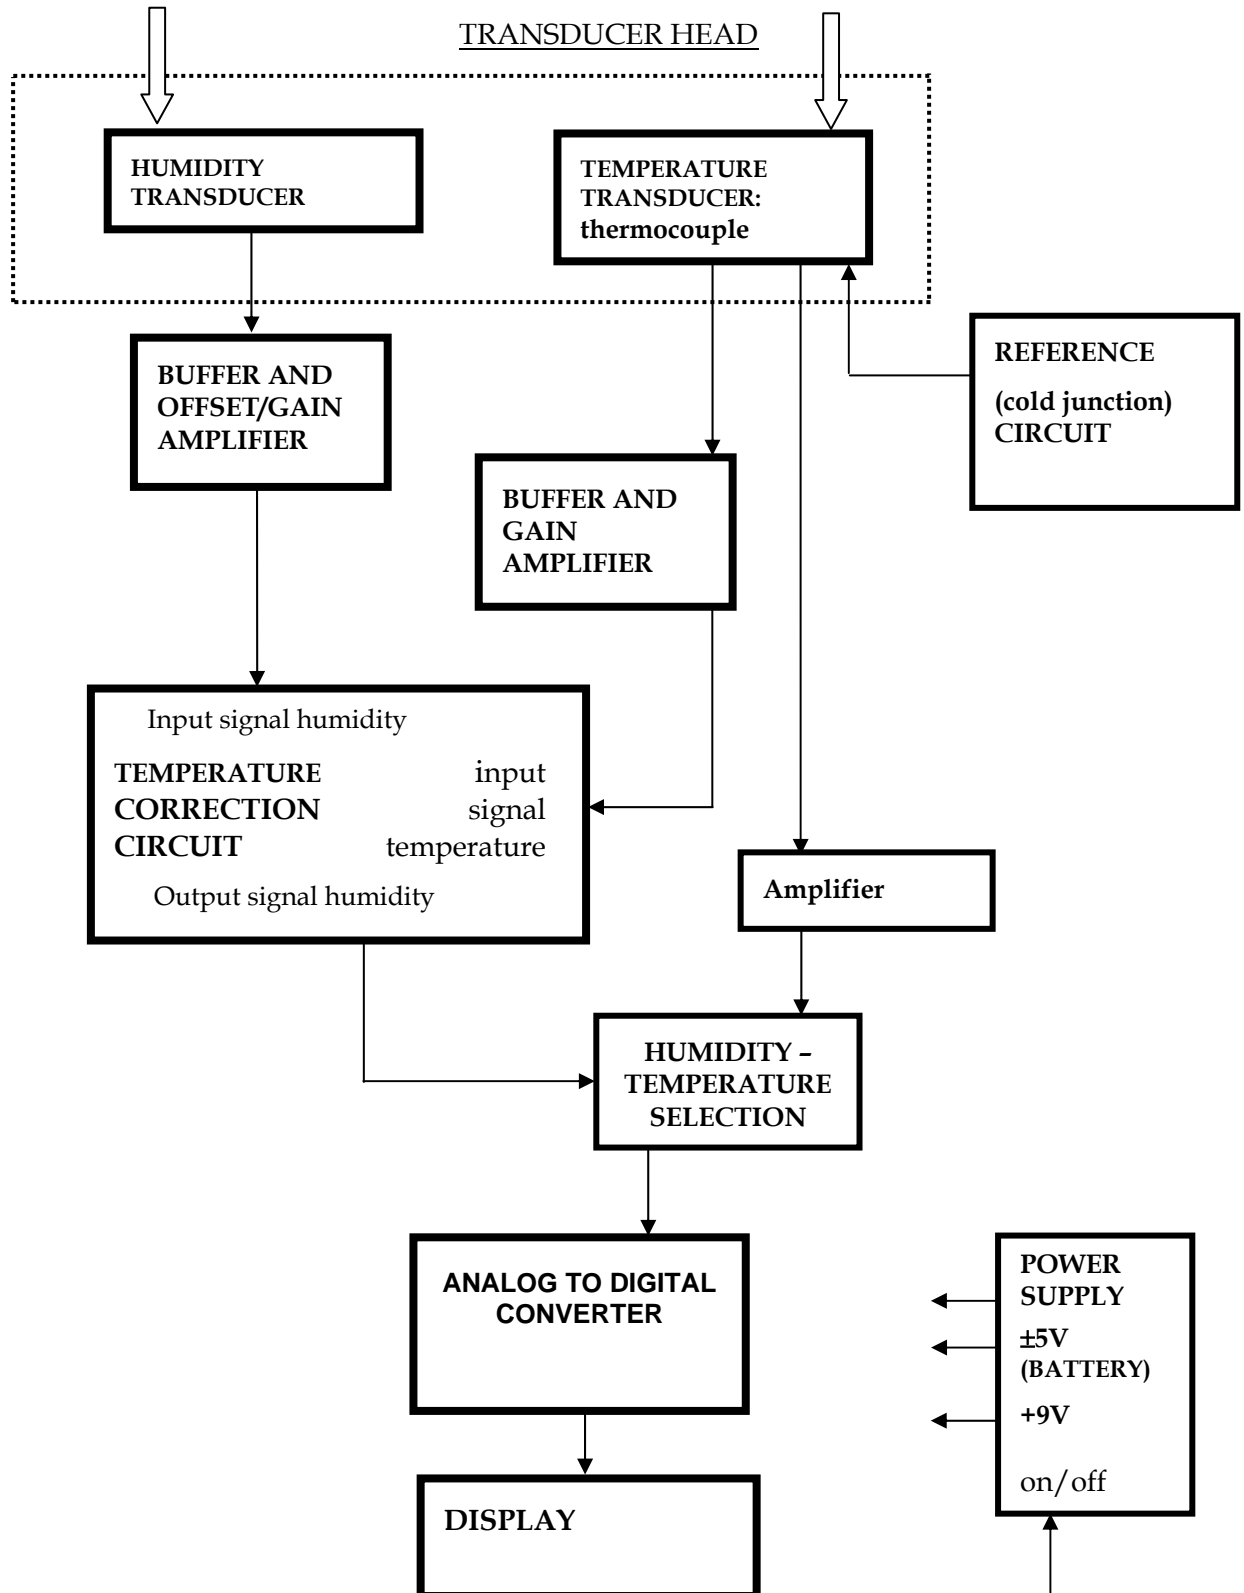 TRANSDUCER HEAD
HUMIDITY
TRANSDUCER
TEMPERATURE
TRANSDUCER:
thermocouple
REFERENCE
(cold junction)
CIRCUIT
BUFFER AND
OFFSET/GAIN
AMPLIFIER
BUFFER AND
GAIN
AMPLIFIER
Input signal humidity
TEMPERATURE input
CORRECTION signal
CIRCUIT temperature
Output signal humidity
Amplifier
HUMIDITY –
TEMPERATURE
SELECTION
ANALOG TO DIGITAL
CONVERTER
POWER
SUPPLY
±5V
(BATTERY)
+9V
on/off
DISPLAY